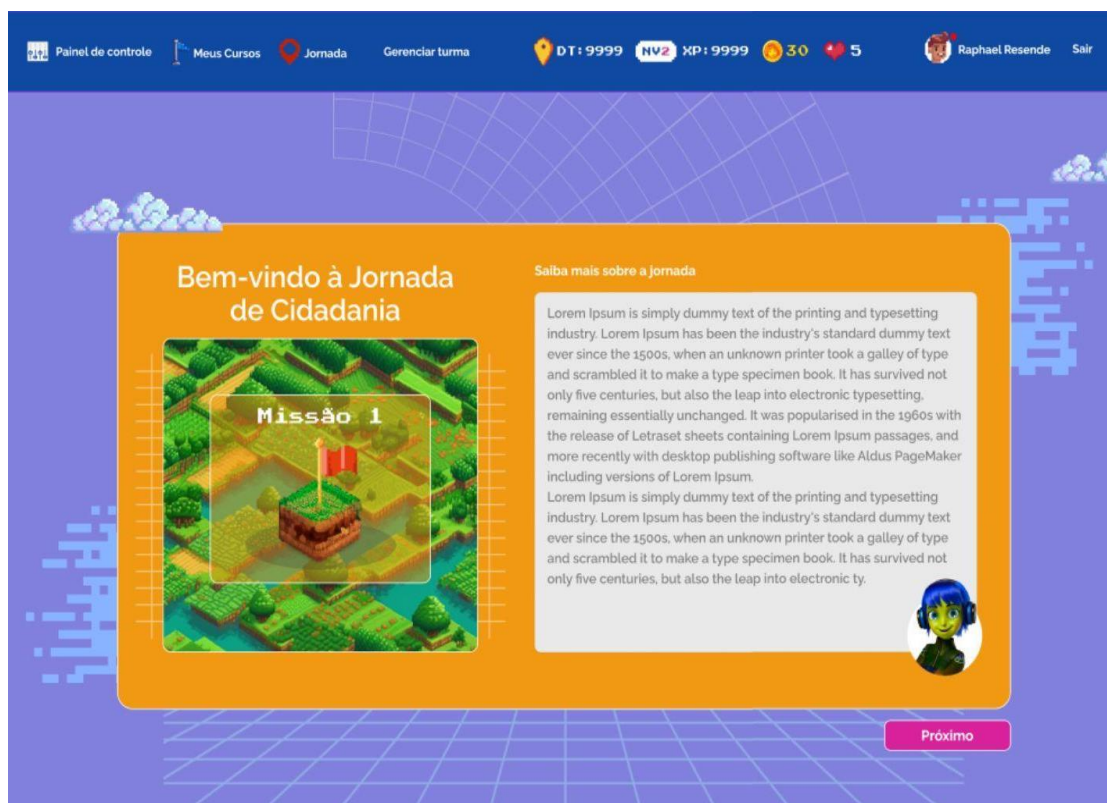 Painel de controle
Meus Cursos
Jornada
Gerenciar turma
DT:9999
NV2
XP:9999
30
5
Raphael Resende
Sair
Bem-vindo à Jornada
de Cidadania
Missão 1
Saiba mais sobre a jornada
Lorem Ipsum is simply dummy text of the printing and typesetting
industry. Lorem Ipsum has been the industry's standard dummy text
ever since the 1500s, when an unknown printer took a galley of type
and scrambled it to make a type specimen book. It has survived not
only five centuries, but also the leap into electronic typesetting,
remaining essentially unchanged. It was popularised in the 1960s with
the release of Letraset sheets containing Lorem Ipsum passages, and
more recently with desktop publishing software like Aldus PageMaker
including versions of Lorem Ipsum.
Lorem Ipsum is simply dummy text of the printing and typesetting
industry. Lorem Ipsum has been the industry's standard dummy text
ever since the 1500s, when an unknown printer took a galley of type
and scrambled it to make a type specimen book. It has survived not
only five centuries, but also the leap into electronic ty.
Próximo